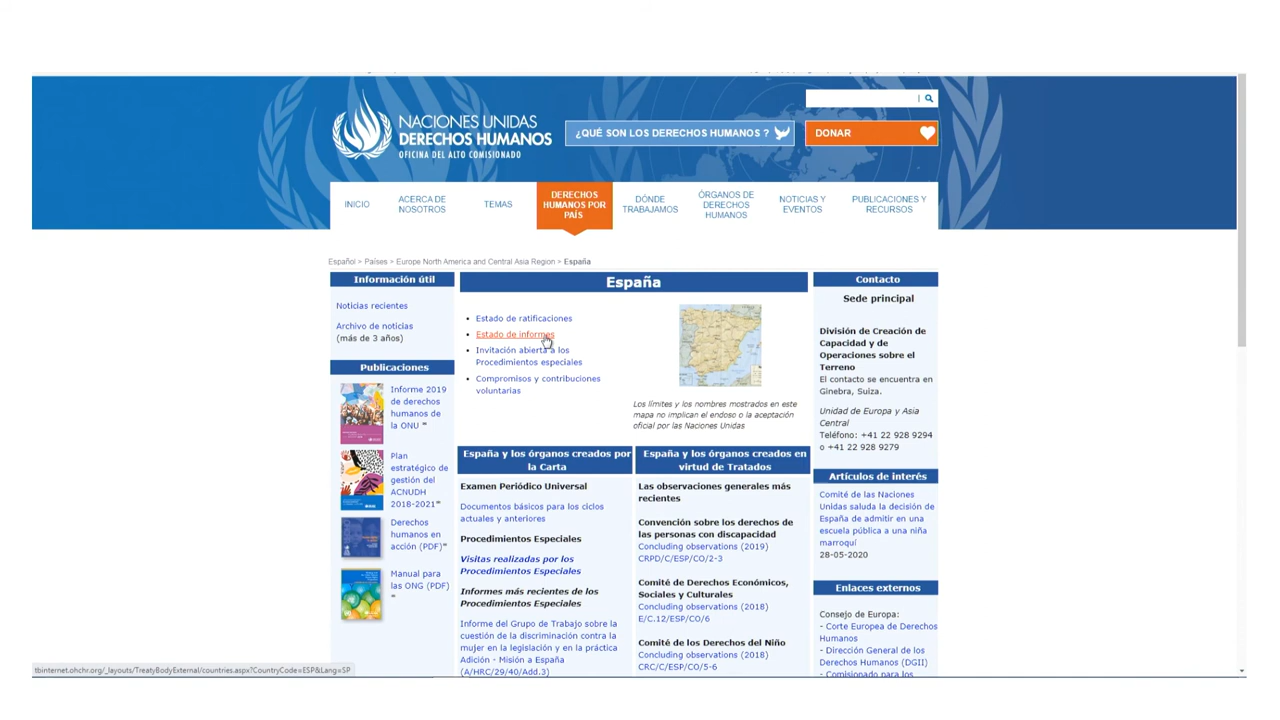 NACIONES UNIDAS
DERECHOS HUMANOS
OFICINA DEL ALTO COMISIONADO
¿QUÉ SON LOS DERECHOS HUMANOS ?
DONAR
INICIO
ACERCA DE
NOSOTROS
TEMAS
DERECHOS
HUMANOS POR
PAÍS
DÓNDE
TRABAJAMOS
ÓRGANOS DE
DERECHOS
HUMANOS
NOTICIAS Y
EVENTOS
PUBLICACIONES Y
RECURSOS
Español > Países > Europe North America and Central Asia Region > España
Información útil
Noticias recientes
Archivo de noticias
(más de 3 años)
Publicaciones
Informe 2019
de derechos
humanos de
la ONU
Plan
estratégico de
gestión del
ACNUDH
2018-2021
Derechos
humanos en
acción (PDF)
Manual para
las ONG (PDF)
España
• Estado de ratificaciones
• Estado de informes
• Invitación abierta a los
Procedimientos especiales
• Compromisos y contribuciones
voluntarias
Los límites y los nombres mostrados en este
mapa no implican el endoso o la aceptación
oficial por las Naciones Unidas
España y los órganos creados por
la Carta
Examen Periódico Universal
Documentos básicos para los ciclos
actuales y anteriores
Procedimientos Especiales
Visitas realizadas por los
Procedimientos Especiales
Informes más recientes de los
Procedimientos Especiales
Informe del Grupo de Trabajo sobre la
cuestión de la discriminación contra la
mujer en la legislación y en la práctica
Adición - Misión a España
(A/HRC/29/40/Add.3)
España y los órganos creados en
virtud de Tratados
Las observaciones generales más
recientes
Convención sobre los derechos de
las personas con discapacidad
Concluding observations (2019)
CRPD/C/ESP/CO/2-3
Comité de Derechos Económicos,
Sociales y Culturales
Concluding observations (2018)
E/C.12/ESP/CO/6
Comité de los Derechos del Niño
Concluding observations (2018)
CRC/C/ESP/CO/5-6
Contacto
Sede principal
División de Creación de
Capacidad y de
Operaciones sobre el
Terreno
El contacto se encuentra en
Ginebra, Suiza.
Unidad de Europa y Asia
Central
Teléfono: +41 22 928 9294
o +41 22 928 9279
Artículos de interés
Comité de las Naciones
Unidas saluda la decisión de
España de admitir en una
escuela pública a una niña
marroquí
28-05-2020
Enlaces externos
Consejo de Europa:
- Corte Europea de Derechos
Humanos
- Dirección General de los
Derechos Humanos (DGII)
- Comisionado para los
tbinternet.ohchr.org/_layouts/TreatyBodyExternal/countries.aspx?CountryCode=ESP&Lang=SP